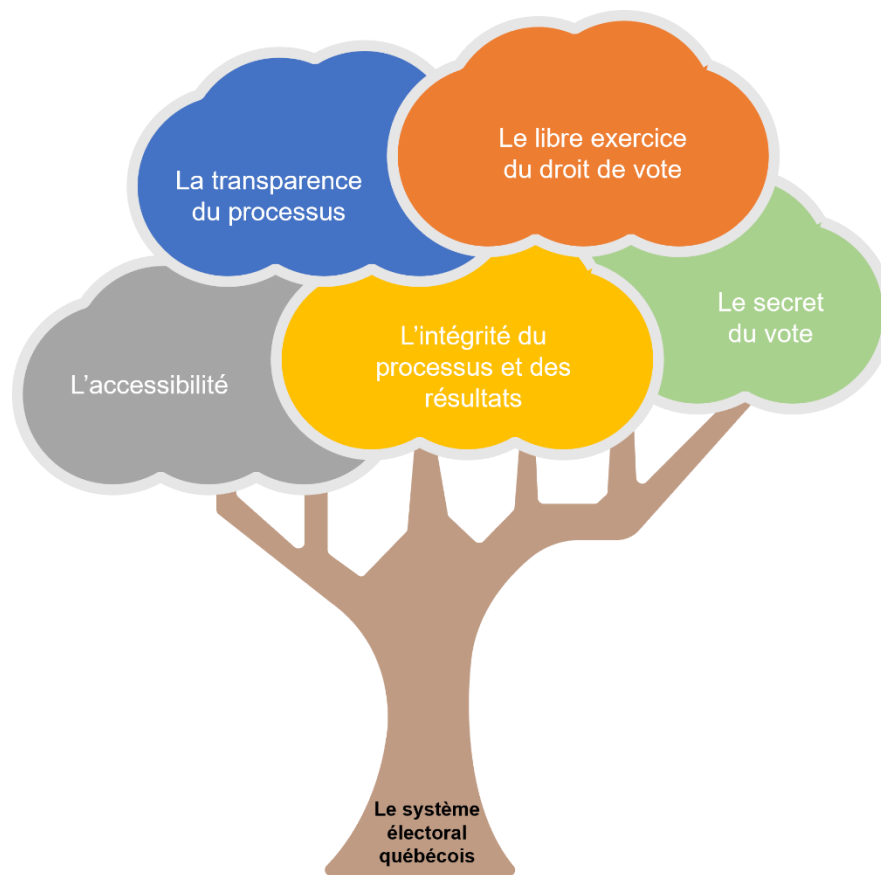 Le libre exercice
du droit de vote
La transparence
du processus
Le secret
du vote
L'intégrité du
processus et des
résultats
L'accessibilité
Le système
électoral
québécois